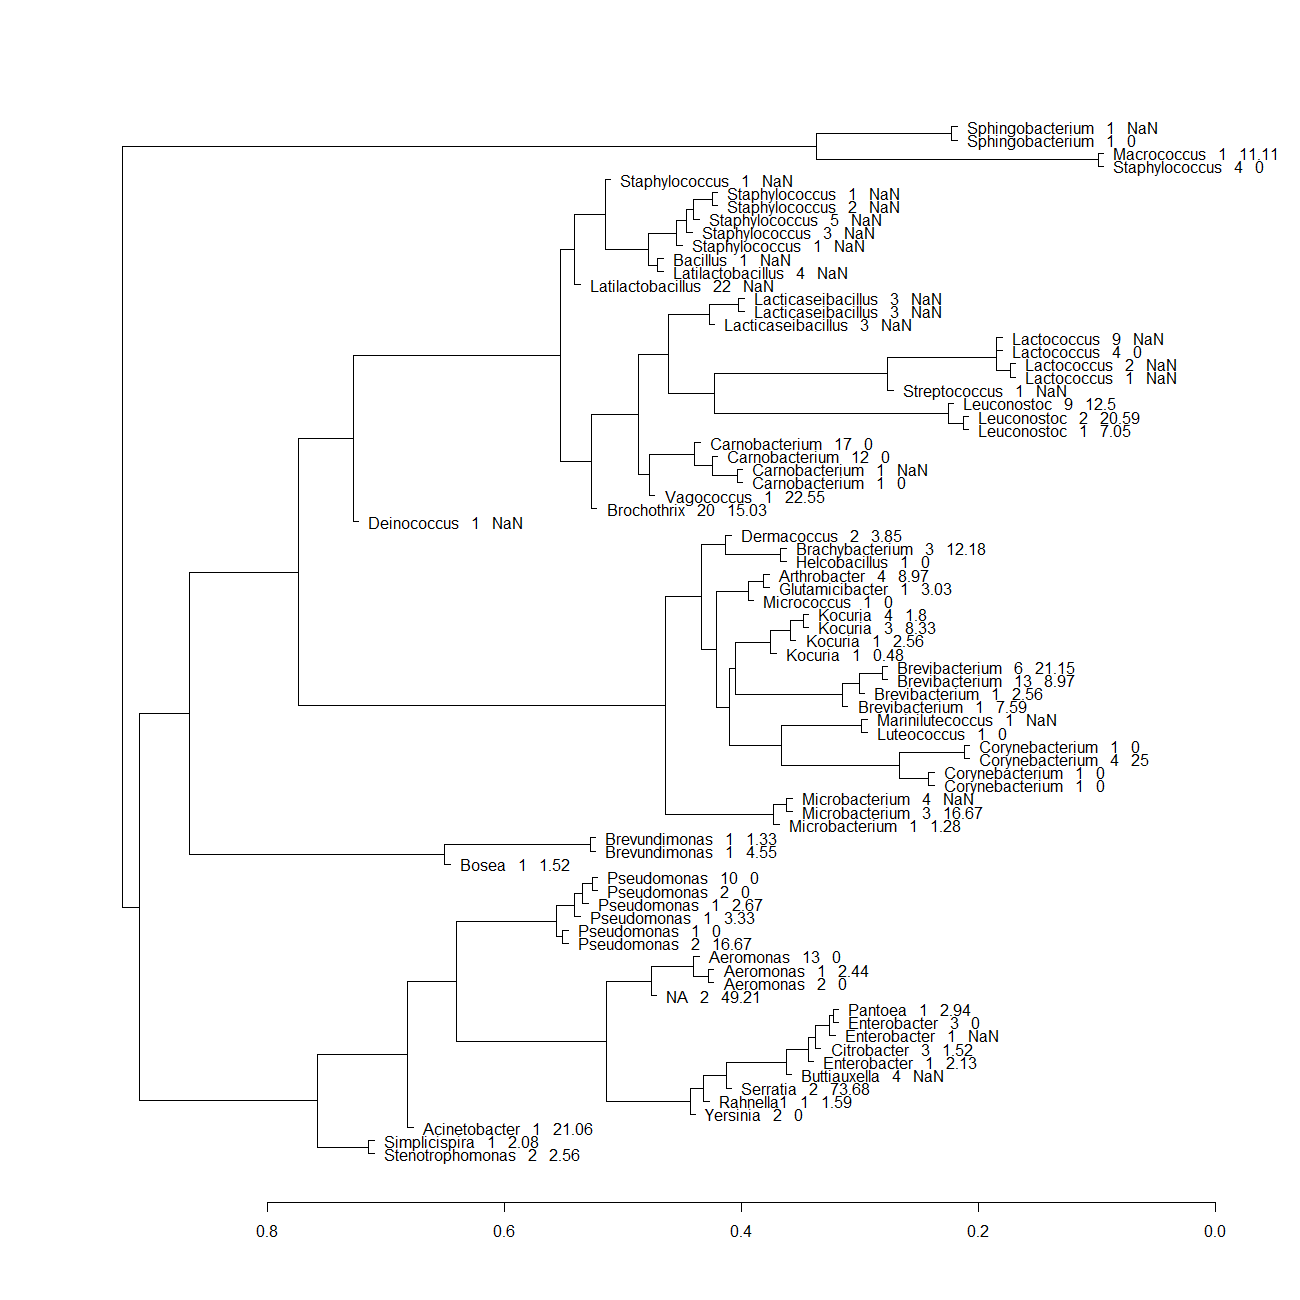 Sphingobacterium 1 NaN
Sphingobacterium 1 0
Macrococcus 1 11.11
Staphylococcus 4 0
Staphylococcus 1 NaN
Staphylococcus 1 NaN
Staphylococcus 2 NaN
Staphylococcus 5 NaN
Staphylococcus 3 NaN
Staphylococcus 1 NaN
Bacillus 1 NaN
Latilactobacillus 4 NaN
Latilactobacillus 22 NaN
Lacticaseibacillus 3 NaN
Lacticaseibacillus 3 NaN
Lacticaseibacillus 3 NaN
Lactococcus 9 NaN
Lactococcus 4 0
Lactococcus 2 NaN
Lactococcus 1 NaN
Streptococcus 1 NaN
Leuconostoc 9 12.5
Leuconostoc 2 20.59
Leuconostoc 1 7.05
Carnobacterium 17 0
Carnobacterium 12 0
Carnobacterium 1 NaN
Carnobacterium 1 0
Vagococcus 1 22.55
Brochothrix 20 15.03
Deinococcus 1 NaN
Dermacoccus 2 3.85
Brachybacterium 3 12.18
Helcobacillus 1 0
Arthrobacter 4 8.97
Glutamicibacter 1 3.03
Micrococcus 1 0
Kocuria 4 1.8
Kocuria 3 8.33
Kocuria 1 2.56
Kocuria 1 0.48
Brevibacterium 6 21.15
Brevibacterium 13 8.97
Brevibacterium 1 2.56
Brevibacterium 1 7.59
Marinilutecoccus 1 NaN
Luteococcus 1 0
Corynebacterium 1 0
Corynebacterium 4 25
Corynebacterium 1 0
Corynebacterium 1 0
Microbacterium 4 NaN
Microbacterium 3 16.67
Microbacterium 1 1.28
Brevundimonas 1 1.33
Brevundimonas 1 4.55
Bosea 1 1.52
Pseudomonas 10 0
Pseudomonas 2 0
Pseudomonas 1 2.67
Pseudomonas 1 3.33
Pseudomonas 1 0
Pseudomonas 2 16.67
Aeromonas 13 0
Aeromonas 1 2.44
Aeromonas 2 0
NA 2 49.21
Pantoea 1 2.94
Enterobacter 3 0
Enterobacter 1 NaN
Citrobacter 3 1.52
Enterobacter 1 2.13
Buttiauxella 4 NaN
Serratia 2 73.68
Rahnella1 1 1.59
Yersinia 2 0
Acinetobacter 1 21.06
Simplicispira 1 2.08
Stenotrophomonas 2 2.56
0.8 0.6 0.4 0.2 0.0